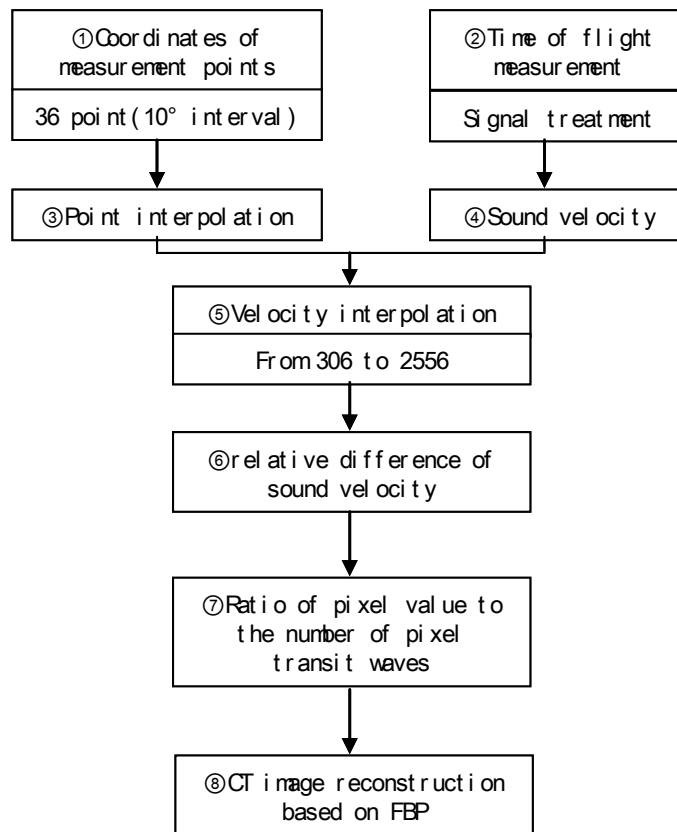 ①Coordinates of
measurement points
36 point(10° interval)
②Time of flight
measurement
Signal treatment
③Point interpolation
④Sound velocity
⑤Velocity interpolation
From 306 to 2556
⑥relative difference of
sound velocity
⑦Ratio of pixel value to
the number of pixel
transit waves
⑧CT image reconstruction
based on FBP